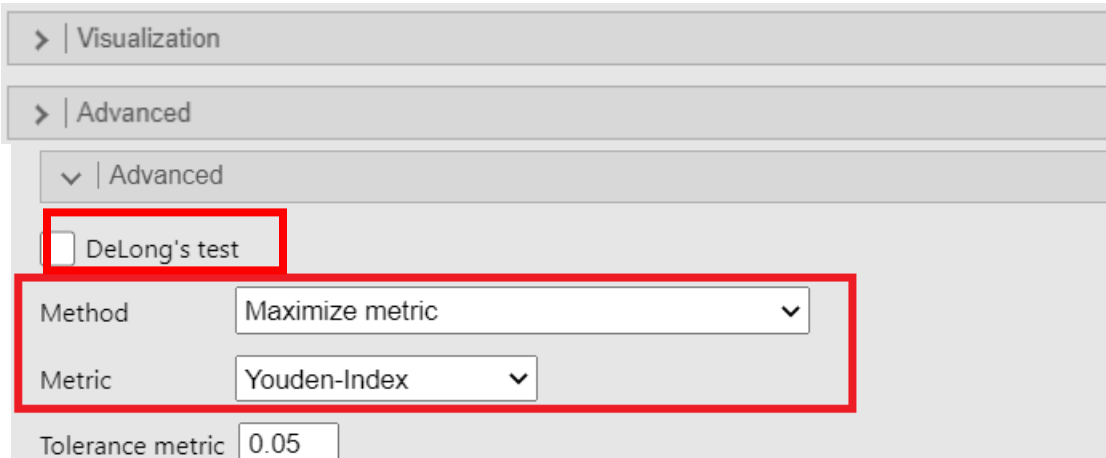 Visualization
Advanced
Advanced
DeLong's test
Method Maximize metric
Metric Youden-Index
Tolerance metric 0.05